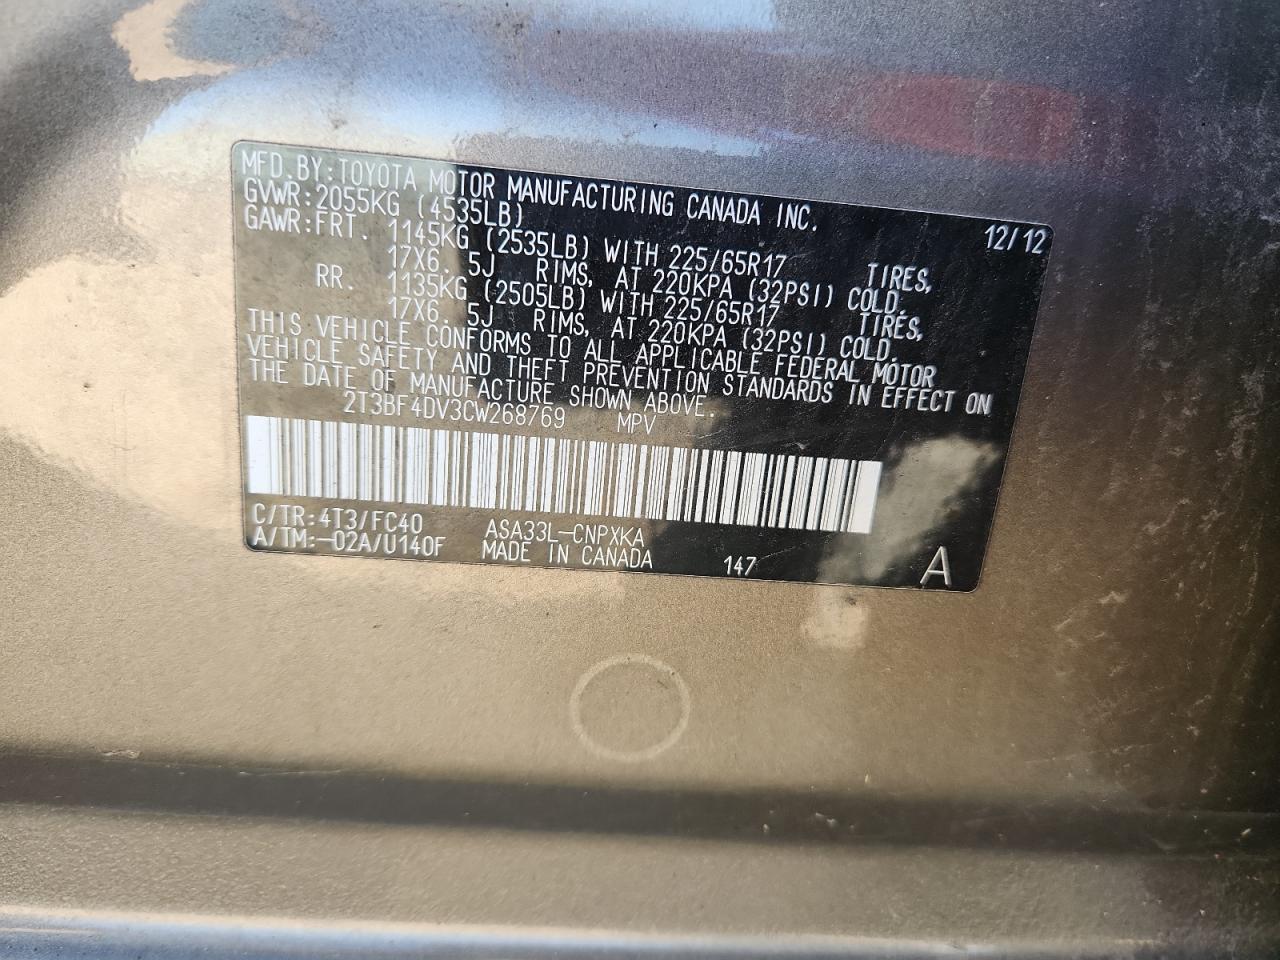 MFD. BY: TOYOTA MOTOR MANUFACTURING CANADA INC.
GVWR: 2055KG (4535LB) 12/12
GAWR: FRT. 1145KG (2535LB) WITH 225/65R17 TIRES,
17X6. 5J RIMS, AT 220KPA (32PSI) COLD.
RR. 1135KG (2505LB) WITH 225/65R17 TIRES,
17X6. 5J RIMS, AT 220KPA (32PSI) COLD.
THIS VEHICLE CONFORMS TO ALL APPLICABLE FEDERAL MOTOR
VEHICLE SAFETY AND THEFT PREVENTION STANDARDS IN EFFECT ON
THE DATE OF MANUFACTURE SHOWN ABOVE.
2T3BF4DV3CW268769 MPV
C/TR: 4T3/FC40 ASA33L-CNPXKA
A/TM: -02A/U140F MADE IN CANADA 147 A